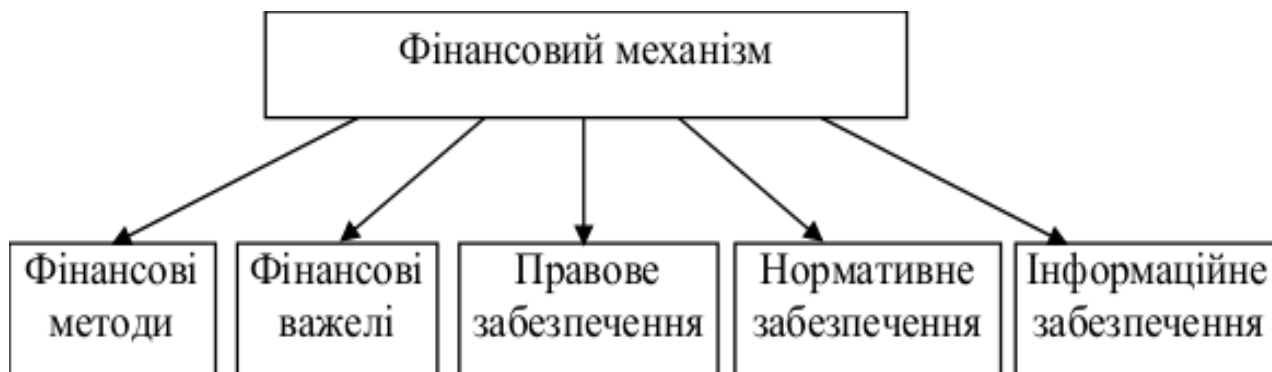 Фінансовий механізм
Фінансові
методи
Фінансові
важелі
Правове
забезпечення
Нормативне
забезпечення
Інформаційне
забезпечення